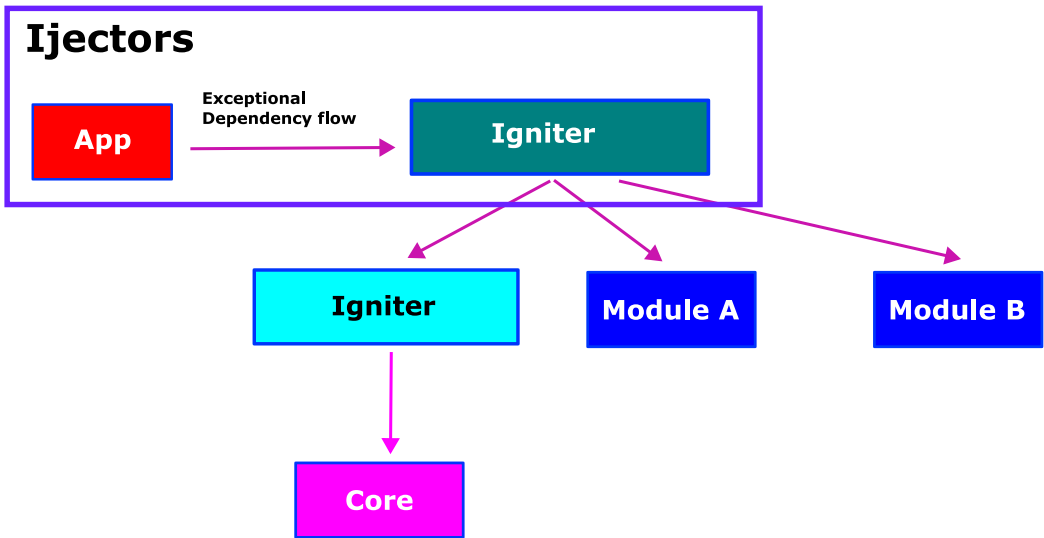 Ijectors
Exceptional
Dependency flow
App
Igniter
Igniter
Module A
Module B
Core